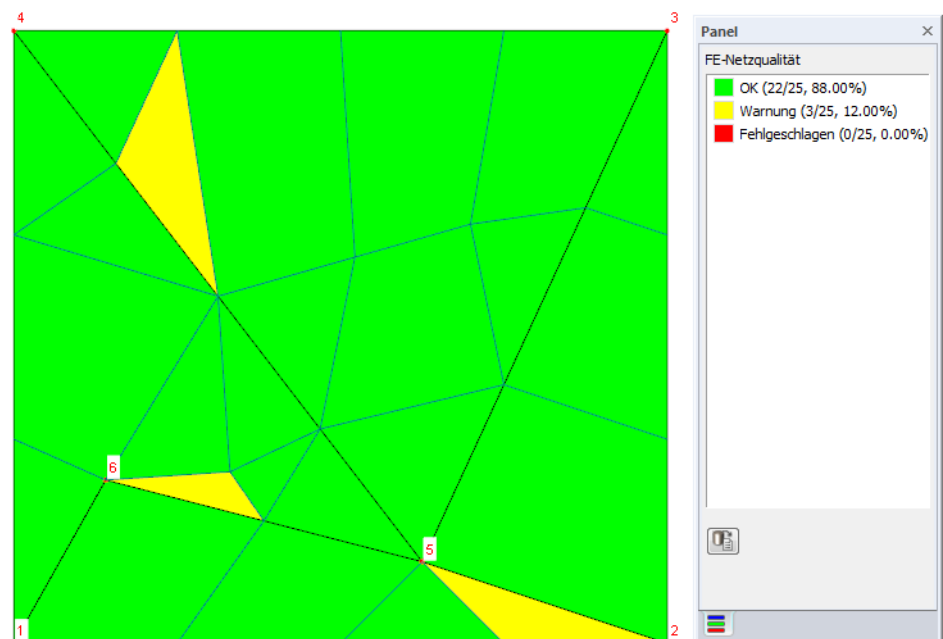 4
3
6
5
1
2
Panel
FE-Netzqualität
OK (22/25, 88.00%)
Warnung (3/25, 12.00%)
Fehlgeschlagen (0/25, 0.00%)